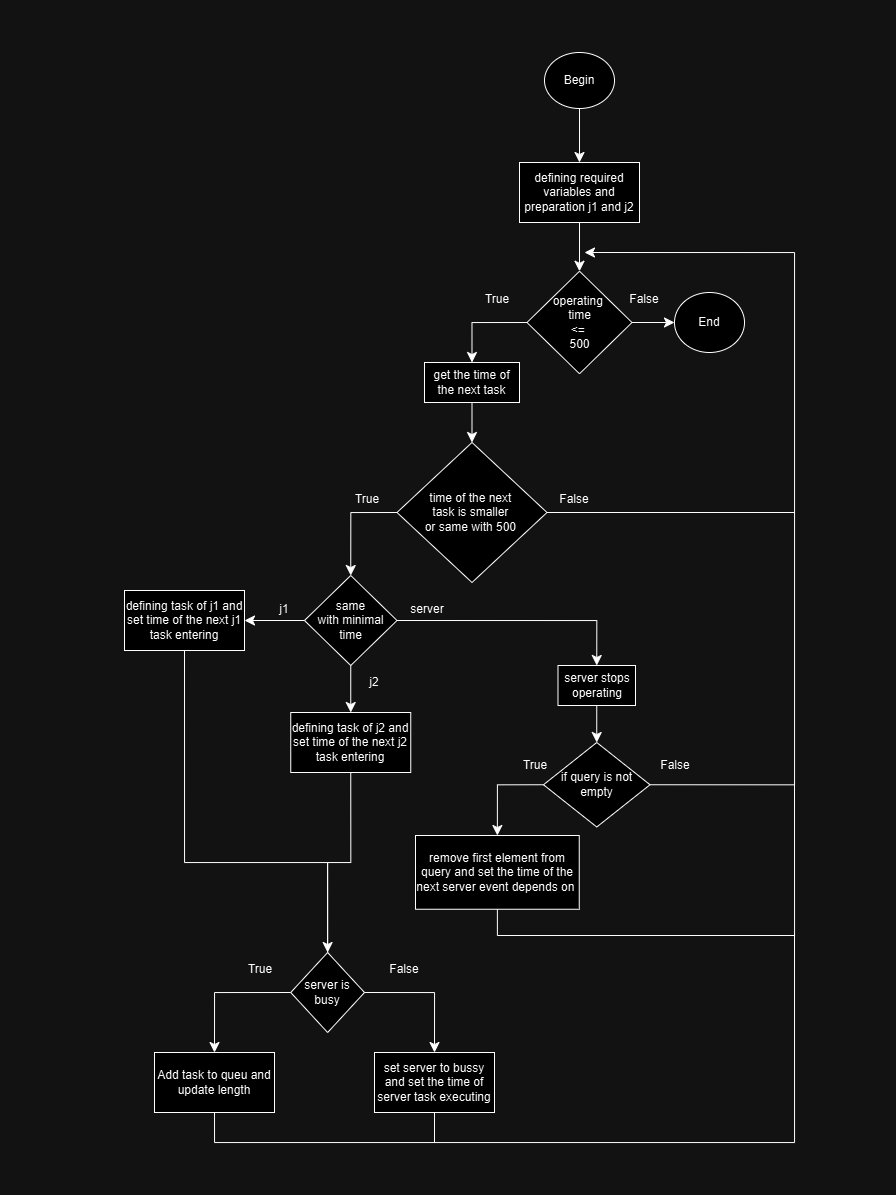 Begin
defining required
variables and
preparation j1 and j2
True
operating
time
<=
500
False
End
get the time of
the next task
True
time of the next
task is smaller
or same with 500
False
defining task of j1 and
set time of the next j1
task entering
j1
same
with minimal
time
server
j2
server stops
operating
defining task of j2 and
set time of the next j2
task entering
True
if query is not
empty
False
remove first element from
query and set the time of the
next server event depends on
True
server is
busy
False
Add task to queu and
update length
set server to bussy
and set the time of
server task executing